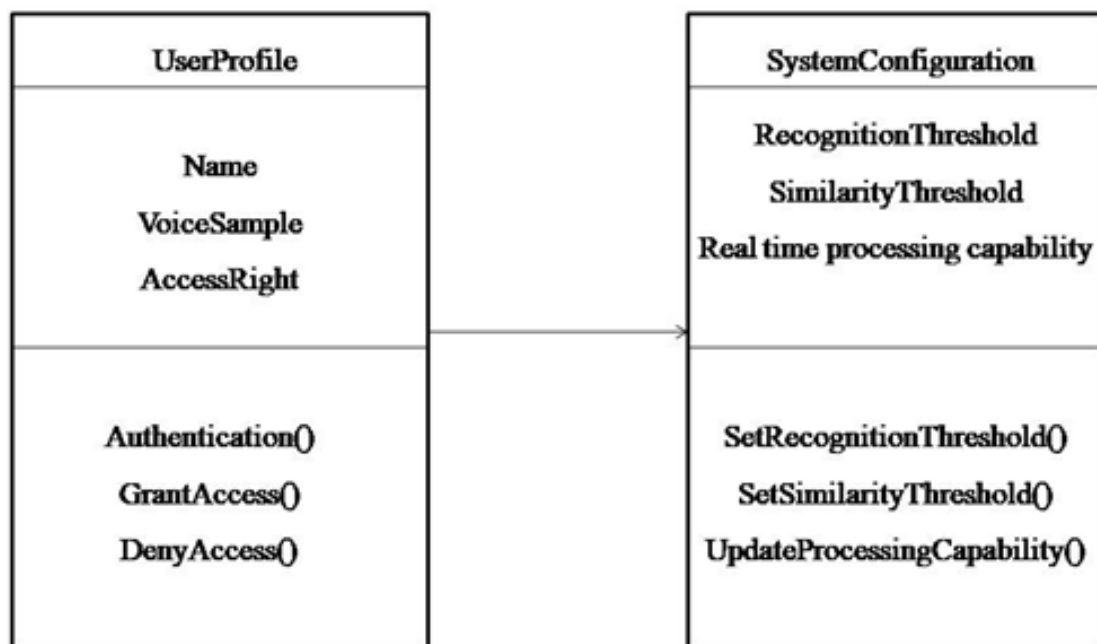 UserProfile
Name
VoiceSample
AccessRight
Authentication()
GrantAccess()
DenyAccess()
SystemConfiguration
RecognitionThreshold
SimilarityThreshold
Real time processing capability
SetRecognitionThreshold()
SetSimilarityThreshold()
UpdateProcessingCapability()